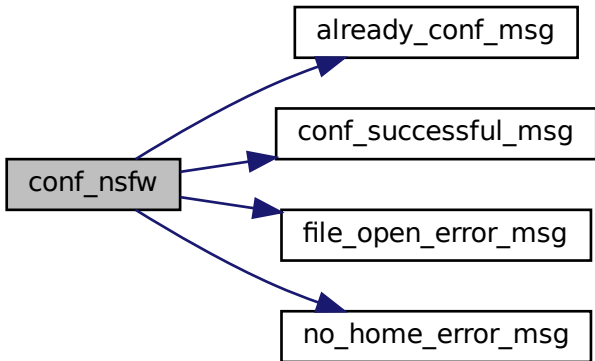 already_conf_msg
conf_successful_msg
conf_nsfw
file_open_error_msg
no_home_error_msg